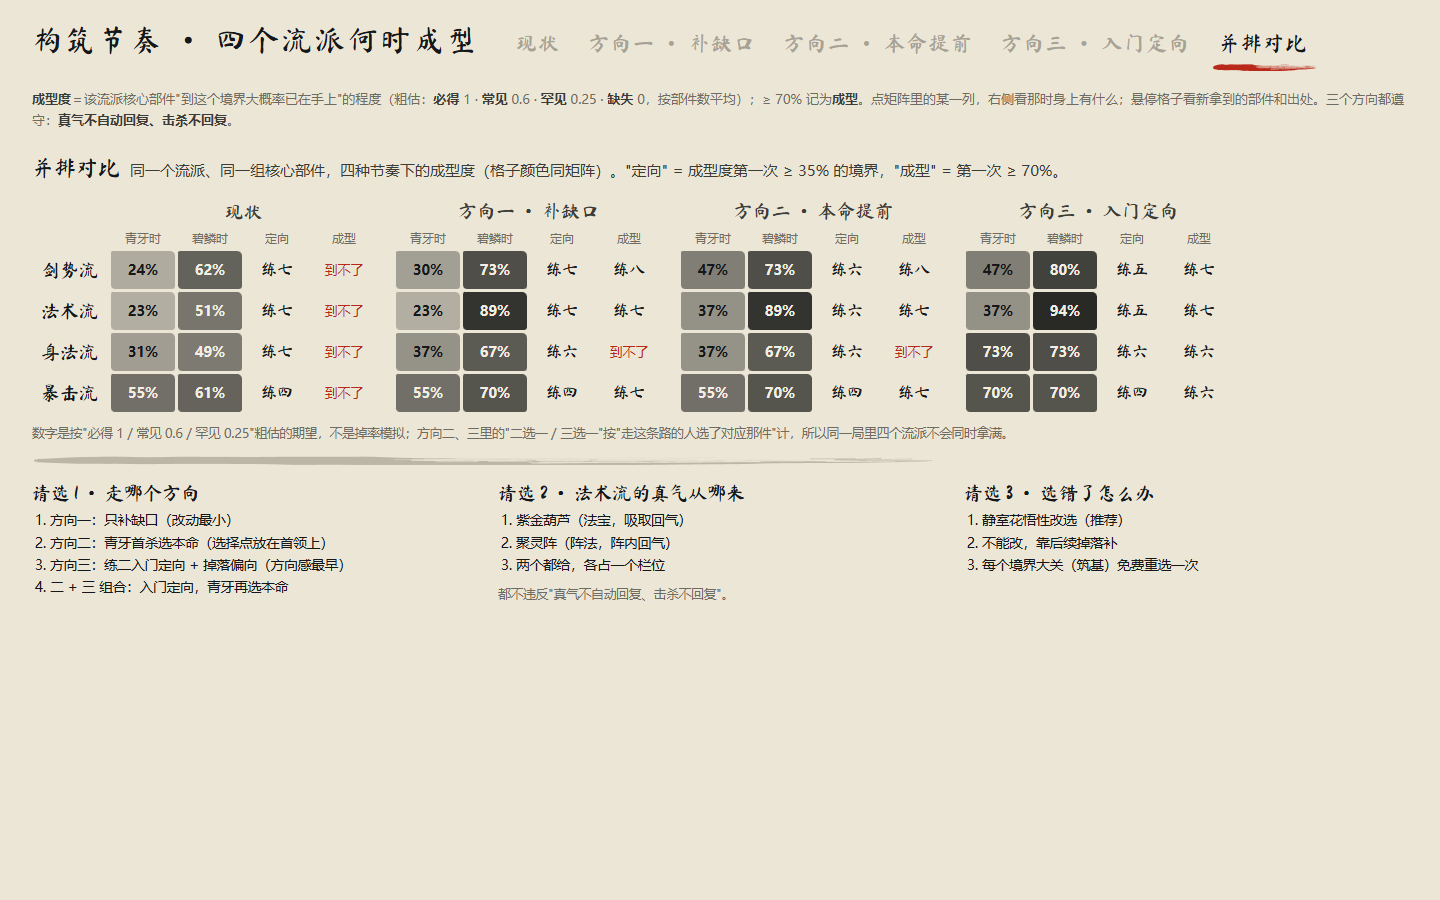 构筑节奏 · 四个流派何时成型 现状 方向一 · 补缺口 方向二 · 本命提前 方向三 · 入门定向 并排对比
成型度=该流派核心部件"到这个境界大概率已在手上"的程度（粗估：必得 1 · 常见 0.6 · 罕见 0.25 · 缺失 0，按部件数平均）；≥ 70% 记为成型。点矩阵里的某一列，右侧看那时身上有什么；悬停格子看新拿到的部件和出处。三个方向都遵
守：真气不自动回复、击杀不回复。
并排对比 同一个流派、同一组核心部件，四种节奏下的成型度（格子颜色同矩阵）。"定向" = 成型度第一次 ≥ 35% 的境界，"成型" = 第一次 ≥ 70%。
现状 方向一 · 补缺口 方向二 · 本命提前 方向三 · 入门定向
青牙时 碧鳞时 定向 成型 青牙时 碧鳞时 定向 成型 青牙时 碧鳞时 定向 成型 青牙时 碧鳞时 定向 成型
剑势流 24% 62% 练七 到不了 30% 73% 练七 练八 47% 73% 练六 练八 47% 80% 练五 练七
法术流 23% 51% 练七 到不了 23% 89% 练七 练七 37% 89% 练六 练七 37% 94% 练五 练七
身法流 31% 49% 练七 到不了 37% 67% 练六 到不了 37% 67% 练六 到不了 73% 73% 练六 练六
暴击流 55% 61% 练四 到不了 55% 70% 练四 练七 55% 70% 练四 练七 70% 70% 练四 练六
数字是按"必得 1 / 常见 0.6 / 罕见 0.25"粗估的期望，不是掉率模拟；方向二、三里的"二选一 / 三选一"按"走这条路的人选了对应那件"计，所以同一局里四个流派不会同时拿满。
请选1 · 走哪个方向
1. 方向一：只补缺口（改动最小）
2. 方向二：青牙首杀选本命（选择点放在首领上）
3. 方向三：练二入门定向 + 掉落偏向（方向感最早）
4. 二 + 三 组合：入门定向，青牙再选本命
请选2 · 法术流的真气从哪来
1. 紫金葫芦（法宝，吸取回气）
2. 聚灵阵（阵法，阵内回气）
3. 两个都给，各占一个栏位
都不违反"真气不自动回复、击杀不回复"。
请选3 · 选错了怎么办
1. 静室花悟性改选（推荐）
2. 不能改，靠后续掉落补
3. 每个境界大关（筑基）免费重选一次